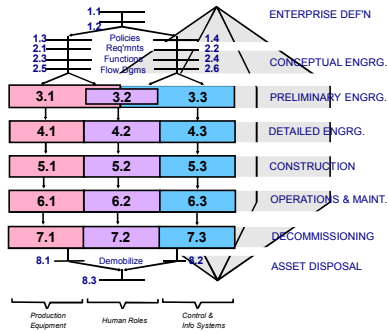 1.1 ENTERPRISE DEF'N
1.2
1.3 Policies 1.4
2.1 Req'mnts 2.2
2.3 Functions 2.4 CONCEPTUAL ENGRG.
2.5 Flow Dgms 2.6
3.1 3.2 3.3 PRELIMINARY ENGRG.
4.1 4.2 4.3 DETAILED ENGRG.
5.1 5.2 5.3 CONSTRUCTION
6.1 6.2 6.3 OPERATIONS & MAINT.
7.1 7.2 7.3 DECOMMISSIONING
8.1 Demobilize 8.2 ASSET DISPOSAL
8.3
Production Human Roles Control &
Equipment Info Systems